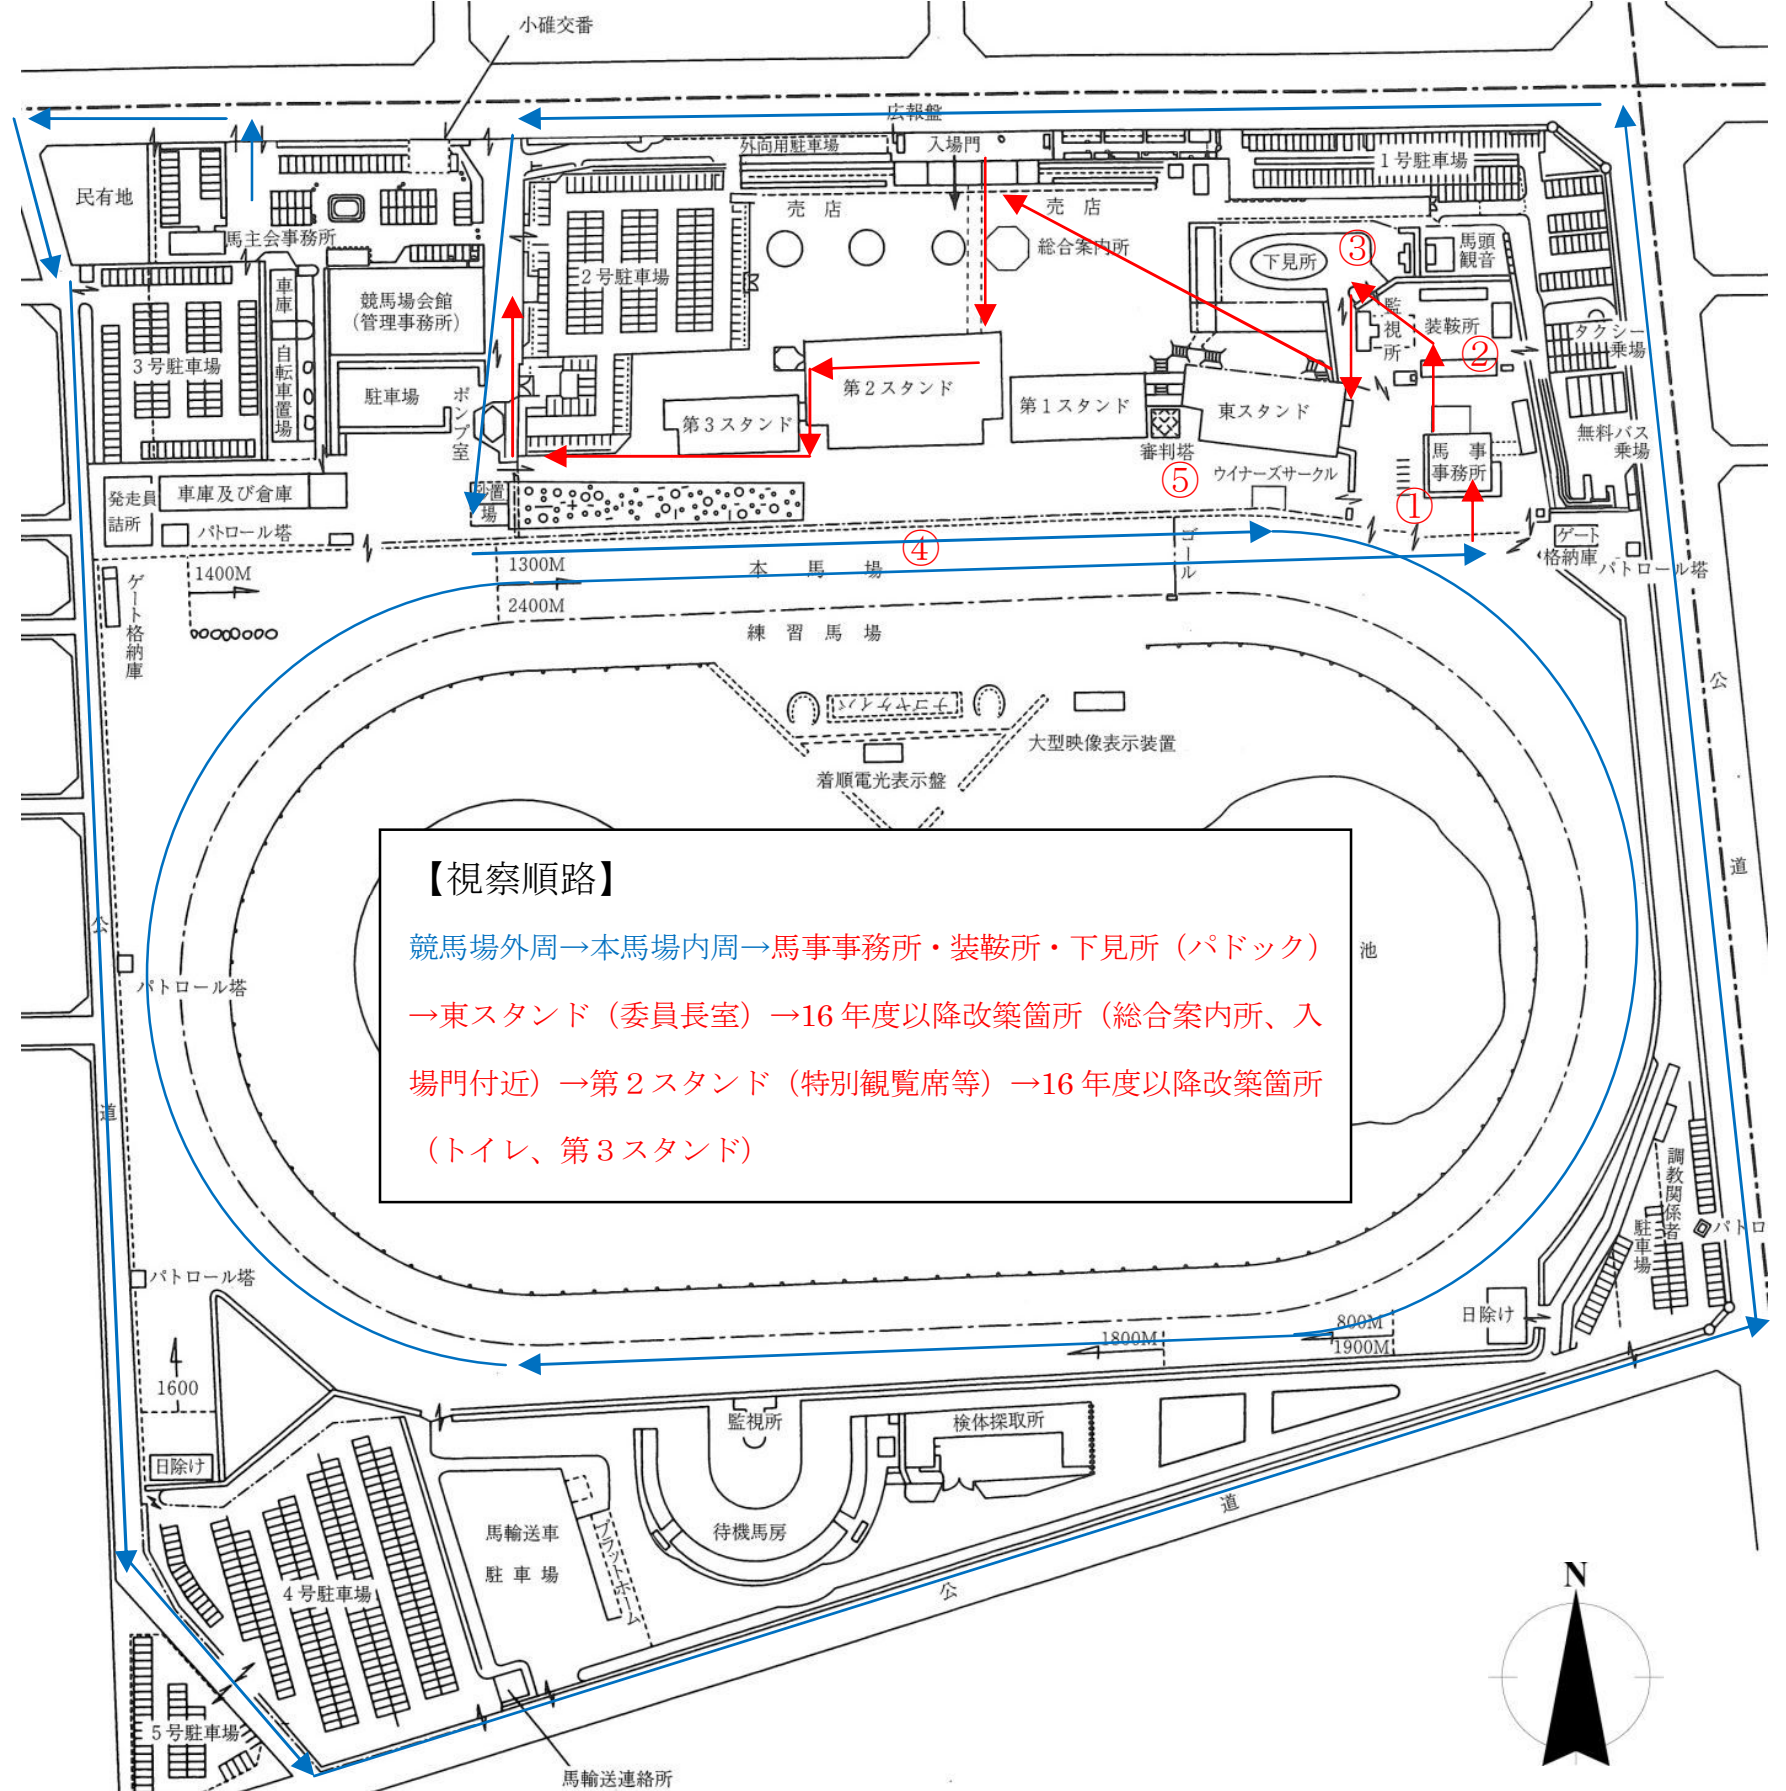 小碓交番
広報盤
外向用駐車場
入場門
1号駐車場
民有地
売店
売店
馬主会事務所
総合案内所
下見所
③
馬頭
観音
2号駐車場
車庫
競馬場会館
(管理事務所)
監視所
装鞍所
②
タクシー
乗場
3号駐車場
自転車置場
駐車場
ポンプ室
第3スタンド
第2スタンド
第1スタンド
東スタンド
審判塔
⑤
ウイナーズサークル
馬事
事務所
①
無料バス
乗場
発走員
詰所
車庫及び倉庫
置
場
パトロール塔
④
ゴール
ゲート
格納庫
パトロール塔
1400M
1300M
2400M
本馬場
練習馬場
ゲート格納庫
ナゴヤケイバ
大型映像表示装置
着順電光表示盤
公
道
【視察順路】
競馬場外周→本馬場内周→馬事事務所・装鞍所・下見所（パドック）
→東スタンド（委員長室）→16年度以降改築箇所（総合案内所、入
場門付近）→第2スタンド（特別観覧席等）→16年度以降改築箇所
（トイレ、第3スタンド）
池
公
道
パトロール塔
パトロール塔
調教関係者
駐車場
パトロ
日除け
800M
1900M
1800M
1600
日除け
監視所
検体採取所
待機馬房
馬輸送車
駐車場
プラットホーム
4号駐車場
5号駐車場
公
道
馬輸送連絡所
N